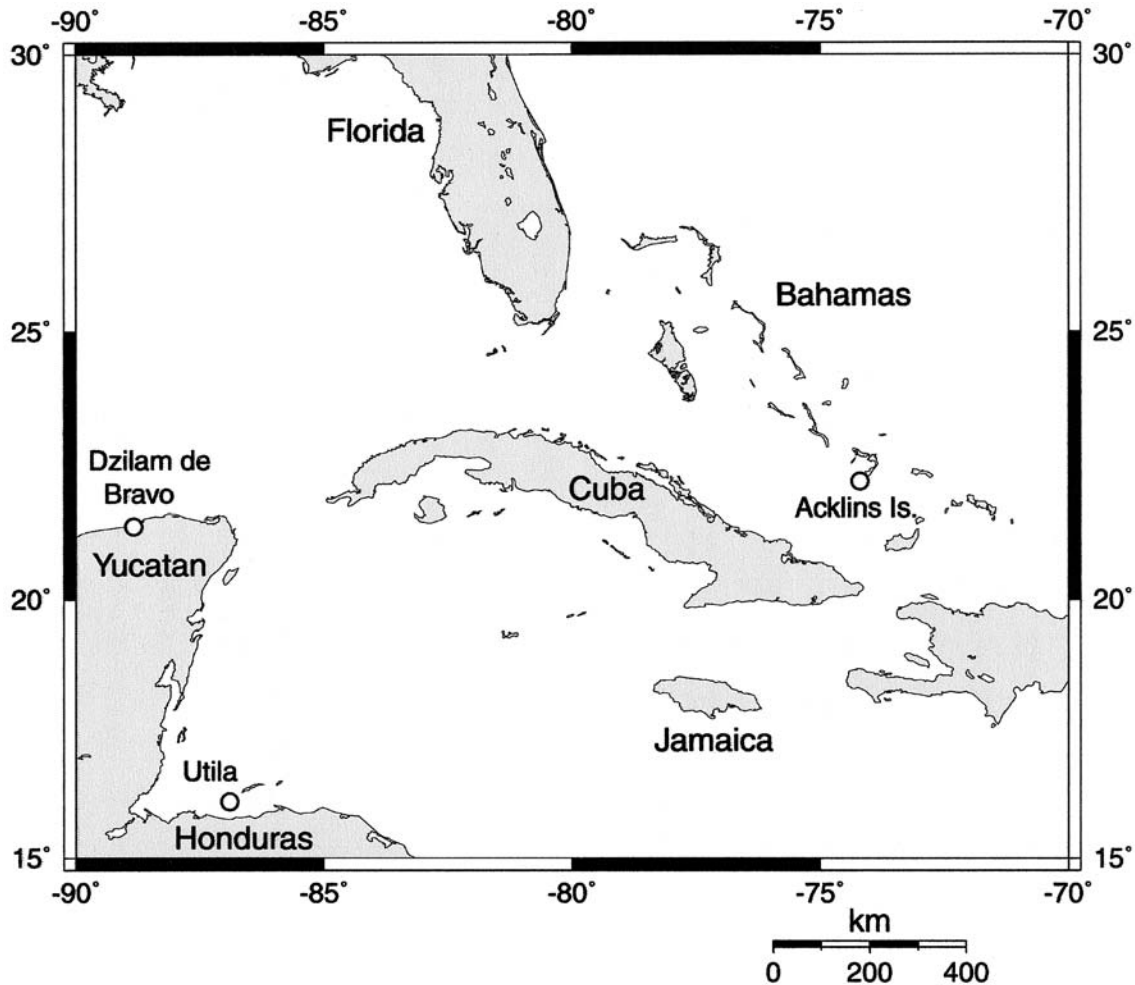 -90˚ -85˚ -80˚ -75˚ -70˚
30˚ 30˚
Florida
Bahamas
25˚ 25˚
Dzilam de
Bravo
Cuba
Acklins Is.
Yucatan
20˚ 20˚
Jamaica
Utila
Honduras
15˚ 15˚
-90˚ -85˚ -80˚ -75˚ -70˚
km
0 200 400